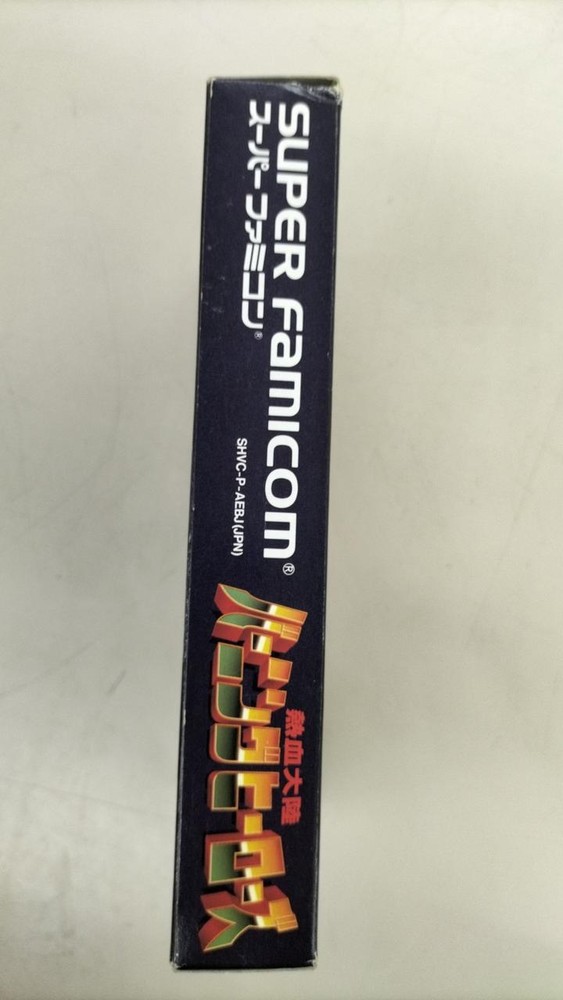 SUPER FAMICOM®
スーパーファミコン®
SHVC-P-AEBJ(JPN)
熱血大陸
バーニングヒーローズ